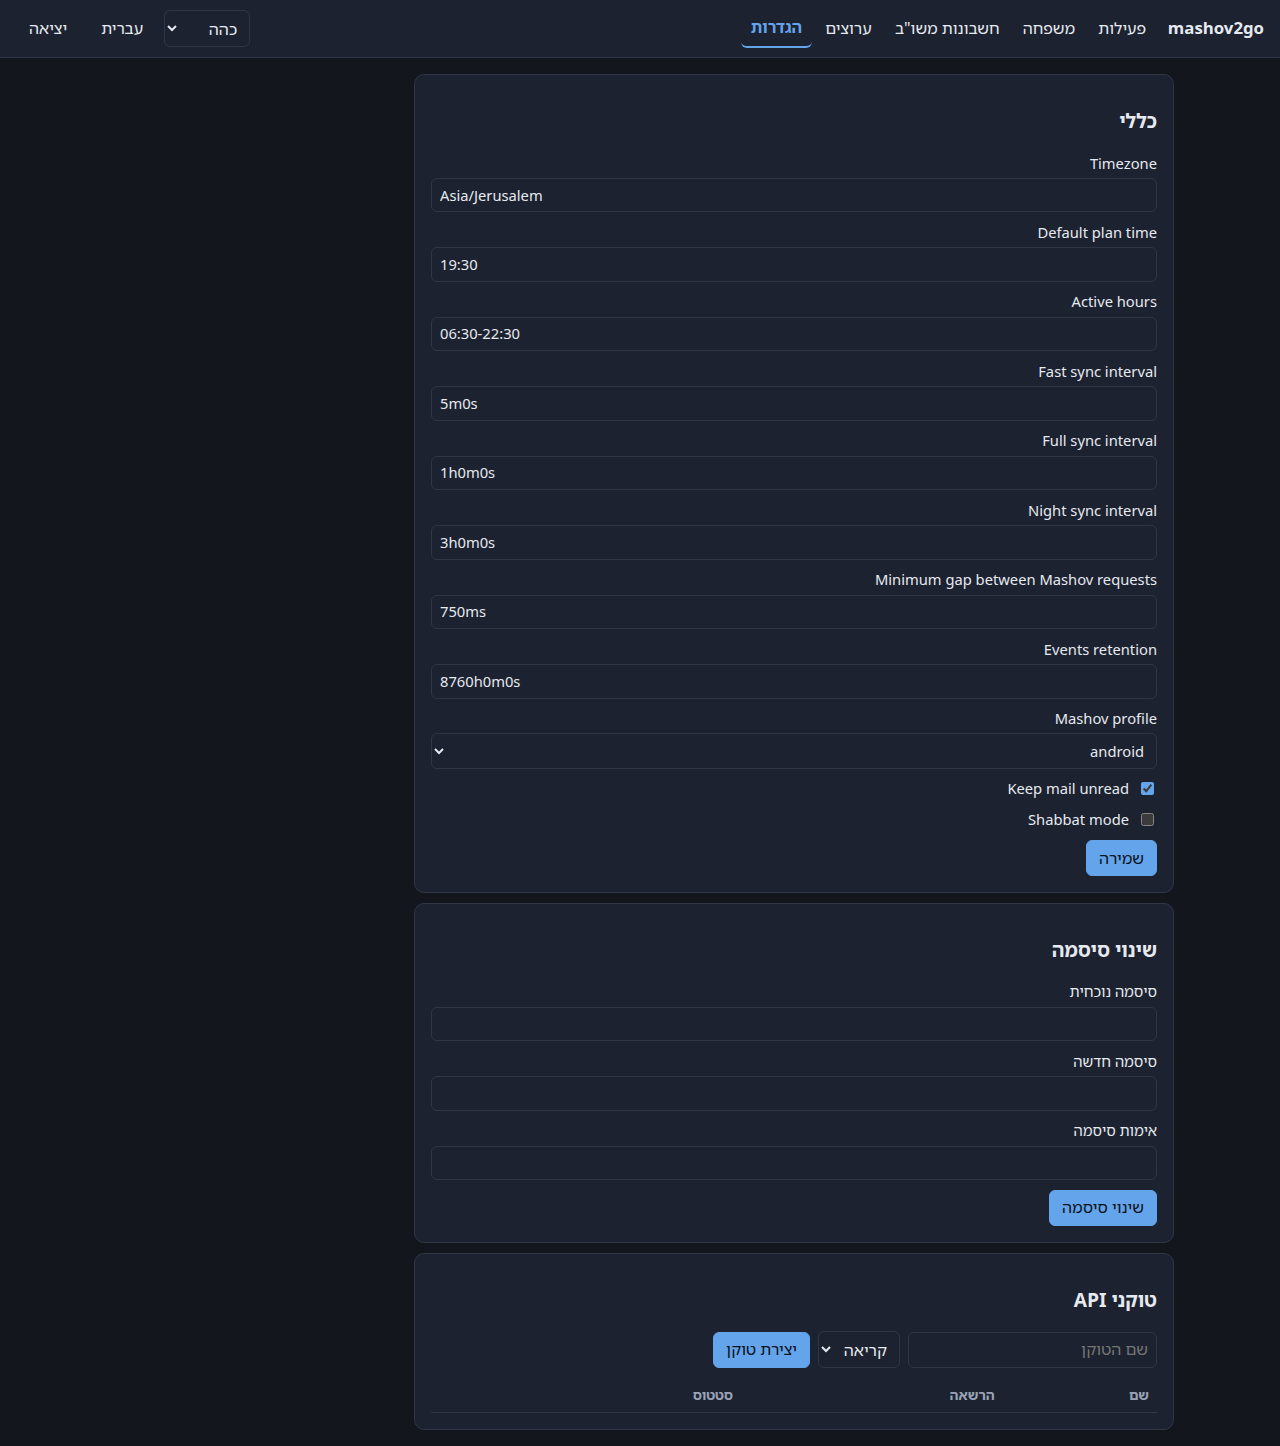 mashov2go פעילות משפחה חשבונות משו"ב ערוצים הגדרות כהה עברית יציאה
כללי
Timezone
Asia/Jerusalem
Default plan time
19:30
Active hours
06:30-22:30
Fast sync interval
5m0s
Full sync interval
1h0m0s
Night sync interval
3h0m0s
Minimum gap between Mashov requests
750ms
Events retention
8760h0m0s
Mashov profile
android
Keep mail unread
Shabbat mode
שמירה
שינוי סיסמה
סיסמה נוכחית
סיסמה חדשה
אימות סיסמה
שינוי סיסמה
טוקני API
שם הטוקן קריאה יצירת טוקן
שם הרשאה סטטוס